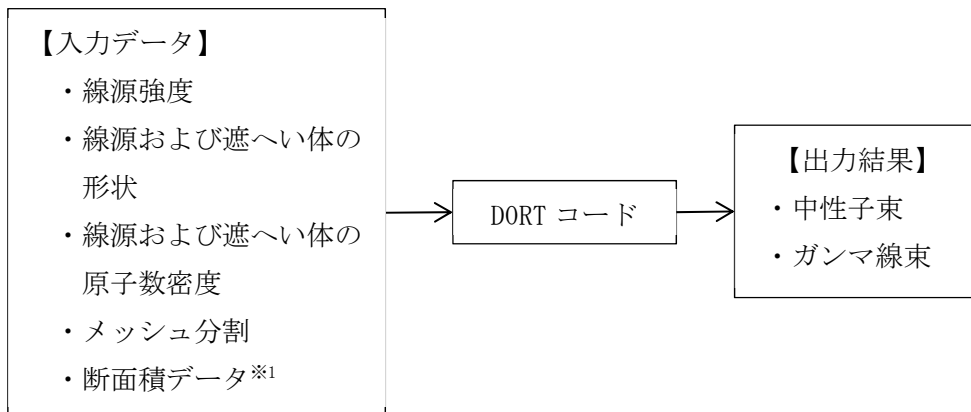 【入力データ】
・線源強度
・線源および遮へい体の
形状
・線源および遮へい体の
原子数密度
・メッシュ分割
・断面積データ※1
DORT コード
【出力結果】
・中性子束
・ガンマ線束